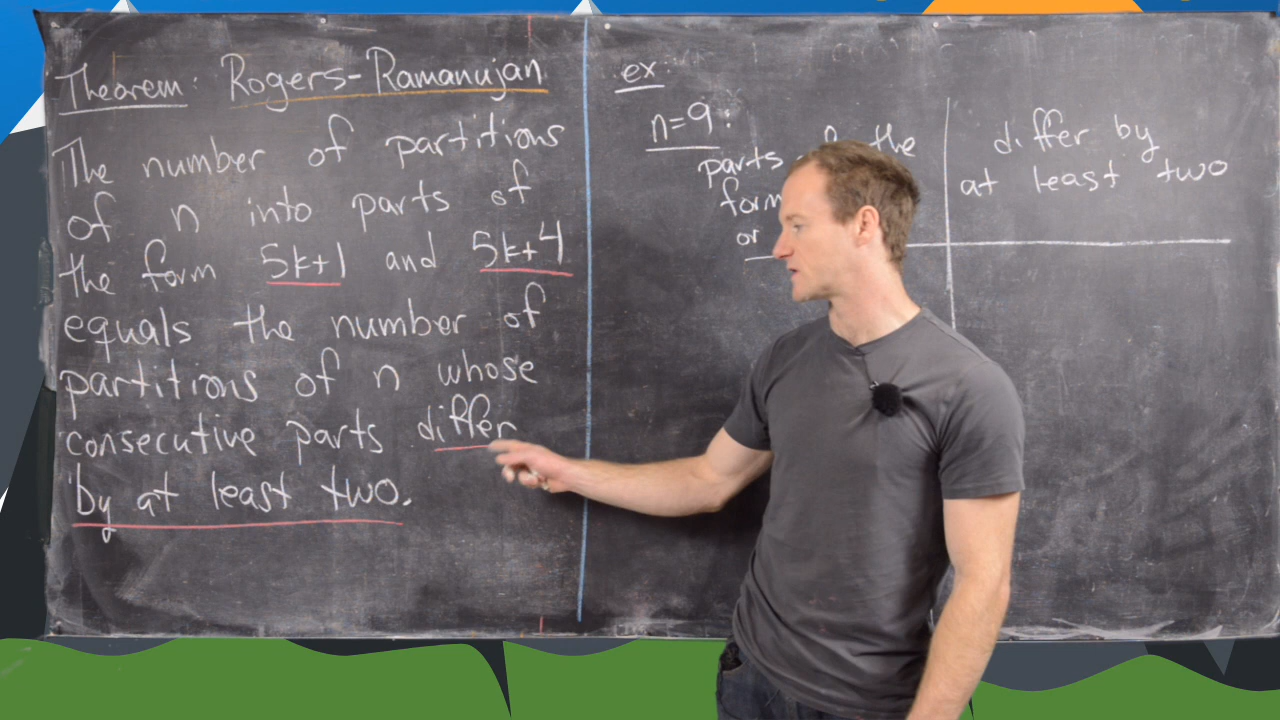 Theorem: Rogers-Ramanujan
The number of partitions
of n into parts of
the form 5k+1 and 5k+4
equals the number of
partitions of n whose
consecutive parts differ
by at least two.
ex:
n=9:
parts the
form
or
differ by
at least two